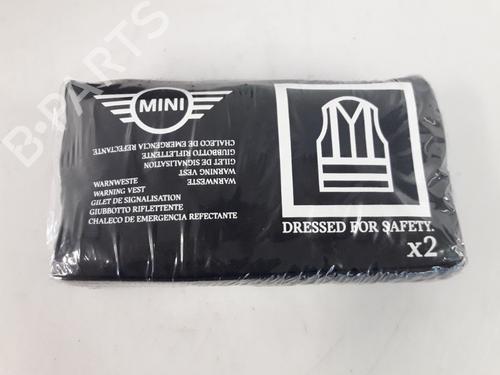 MINI
CHALECO DE EMERGENCIA REFECTANTE
GIUBBOTTO RIFLETTENTE
GILET DE SIGNALISATION
WARNING VEST
WARNWESTE
WARNWESTE
WARNING VEST
GILET DE SIGNALISATION
GIUBBOTTO RIFLETTENTE
CHALECO DE EMERGENCIA REFECTANTE
DRESSED FOR SAFETY.
x2
B-PARTS